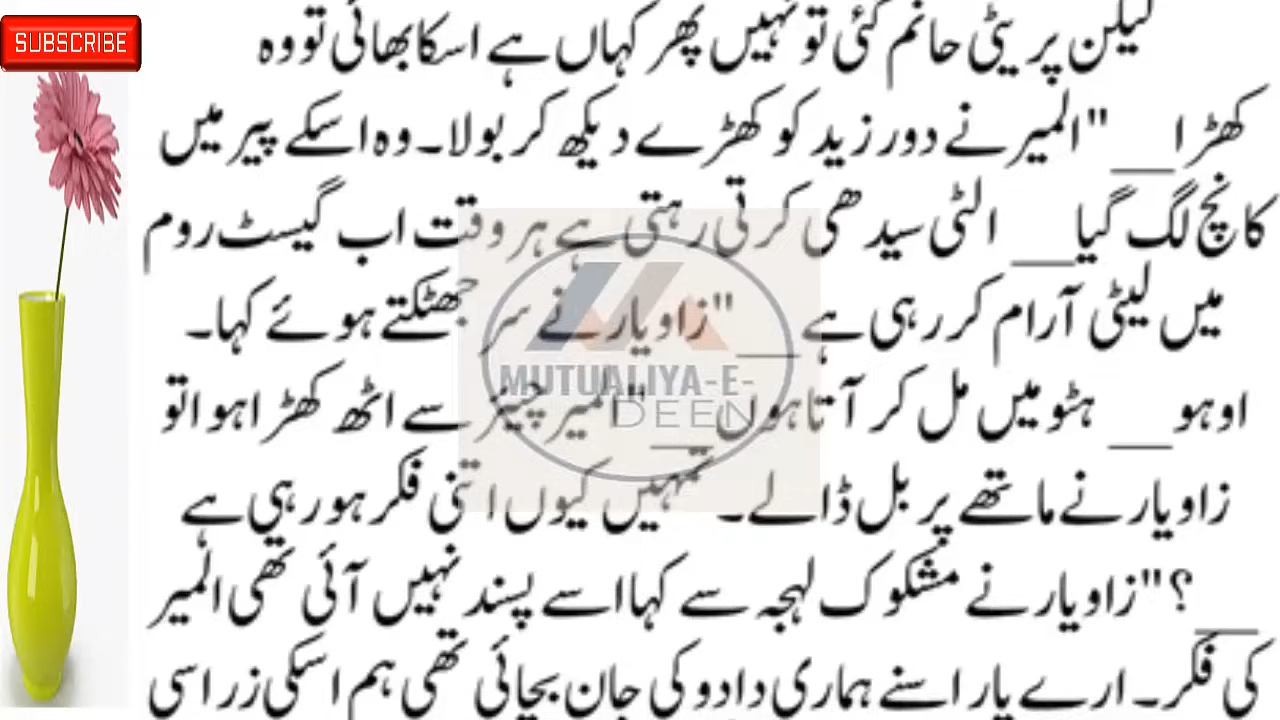 SUBSCRIBE
لیکن پریٹی حانم گئی تو نہیں پھر کہاں ہے اسکا بھائی تو وہ
کھڑا__"المیر نے دور زید کو کھڑے دیکھ کر بولا۔ وہ اسکے پیر میں
کانچ لگ گیا__ الٹی سیدھی کرتی رہتی ہے ہر وقت اب گیسٹ روم
میں لیٹی آرام کر رہی ہے__"زاویار نے سر جھٹکتے ہوئے کہا۔
اوہو__ ہٹو میں مل کر آتا ہوں__"المیر چیئر سے اٹھ کھڑا ہوا تو
زاویار نے ماتھے پر بل ڈالے۔ تمہیں کیوں اتنی فکر ہو رہی ہے
__؟"زاویار نے مشکوک لہجہ سے کہا اسے پسند نہیں آئی تھی المیر
کی فکر۔ ارے یار اسنے ہماری دادو کی جان بچائی تھی ہم اسکی زرا سی
MUTUALIYA-E-
DEEN